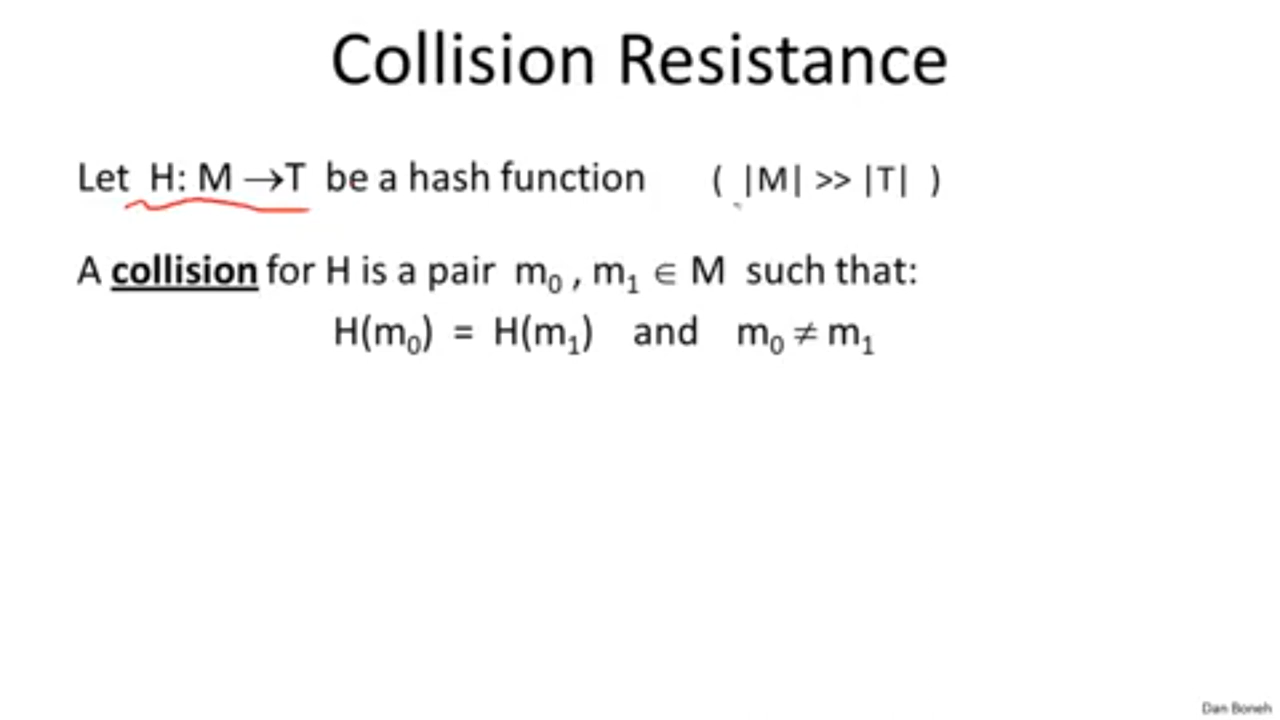 Collision Resistance
Let H: M →T be a hash function ( |M| >> |T| )
A collision for H is a pair m₀ , m₁ ∈ M such that:
H(m₀) = H(m₁) and m₀ ≠ m₁
Dan Boneh